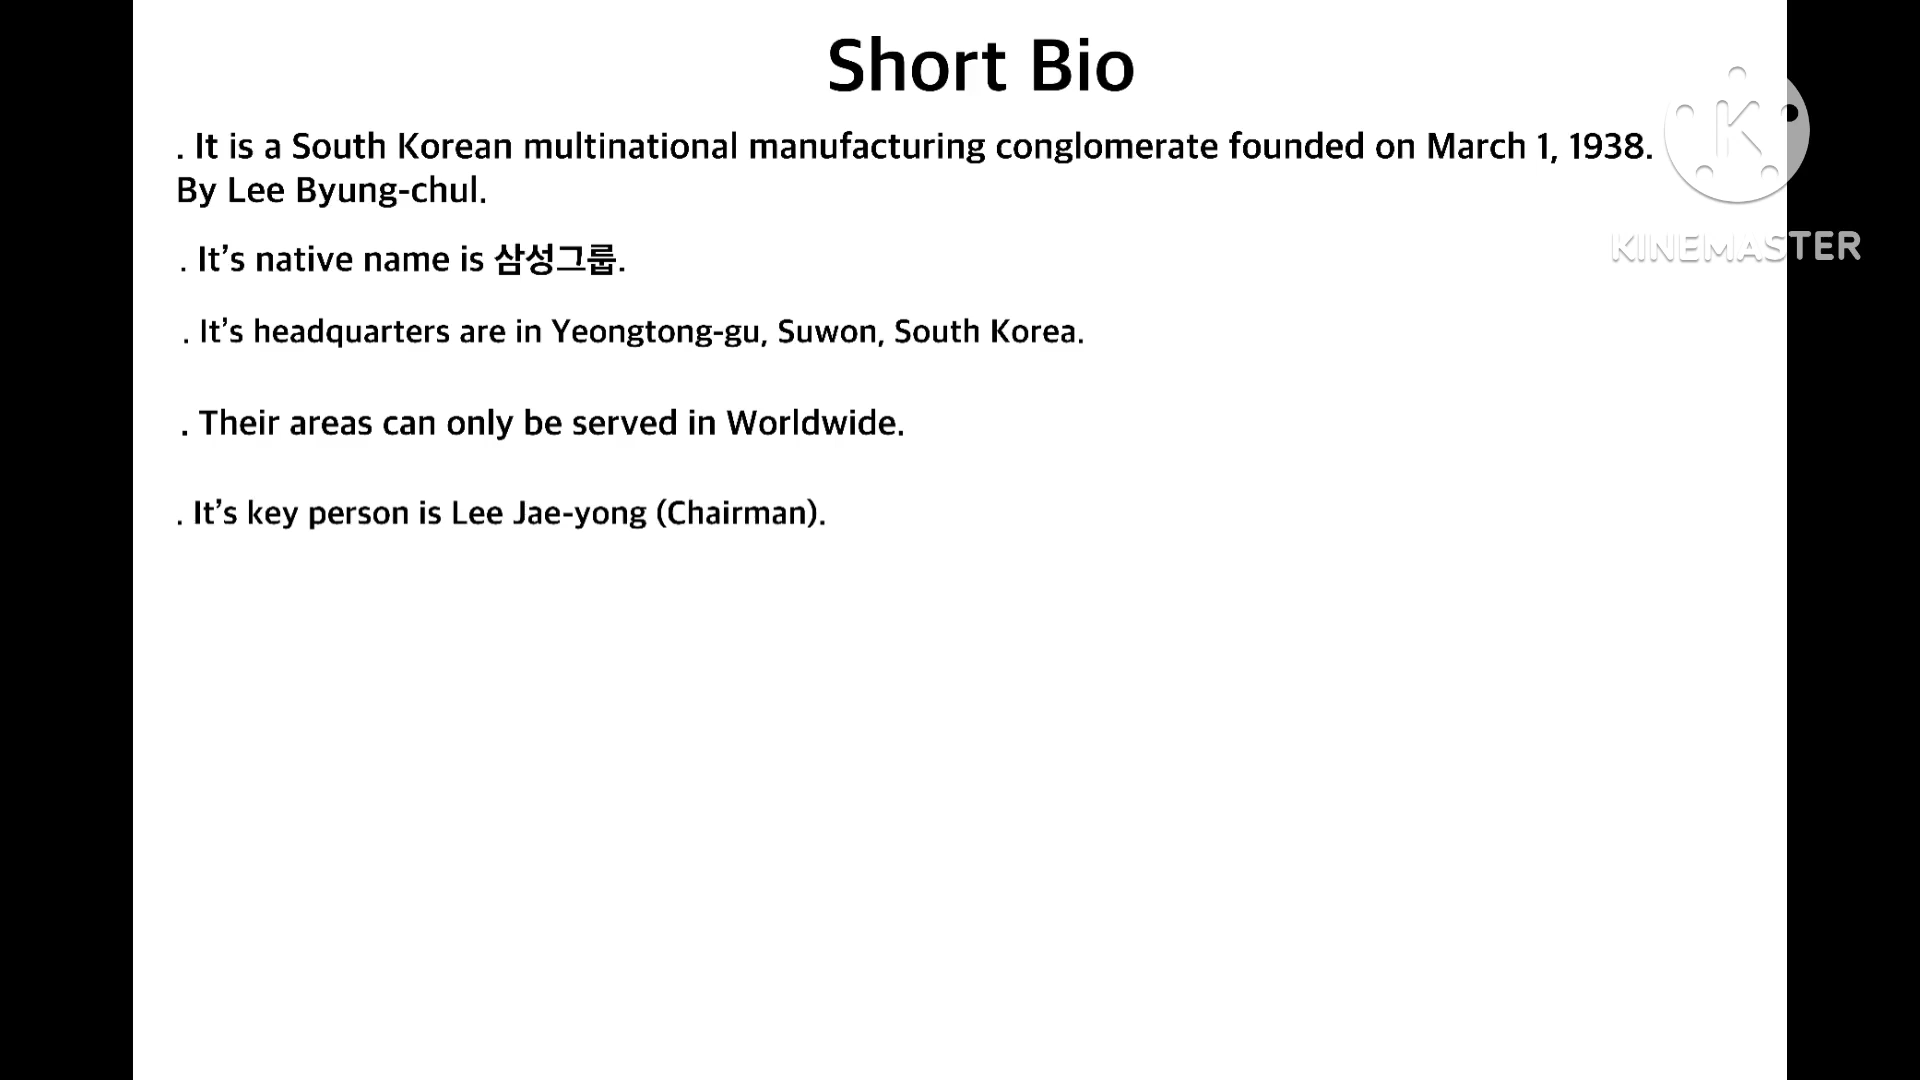 Short Bio
. It is a South Korean multinational manufacturing conglomerate founded on March 1, 1938.
By Lee Byung-chul.
KINEMASTER
. It’s native name is 삼성그룹.
. It’s headquarters are in Yeongtong-gu, Suwon, South Korea.
. Their areas can only be served in Worldwide.
. It’s key person is Lee Jae-yong (Chairman).